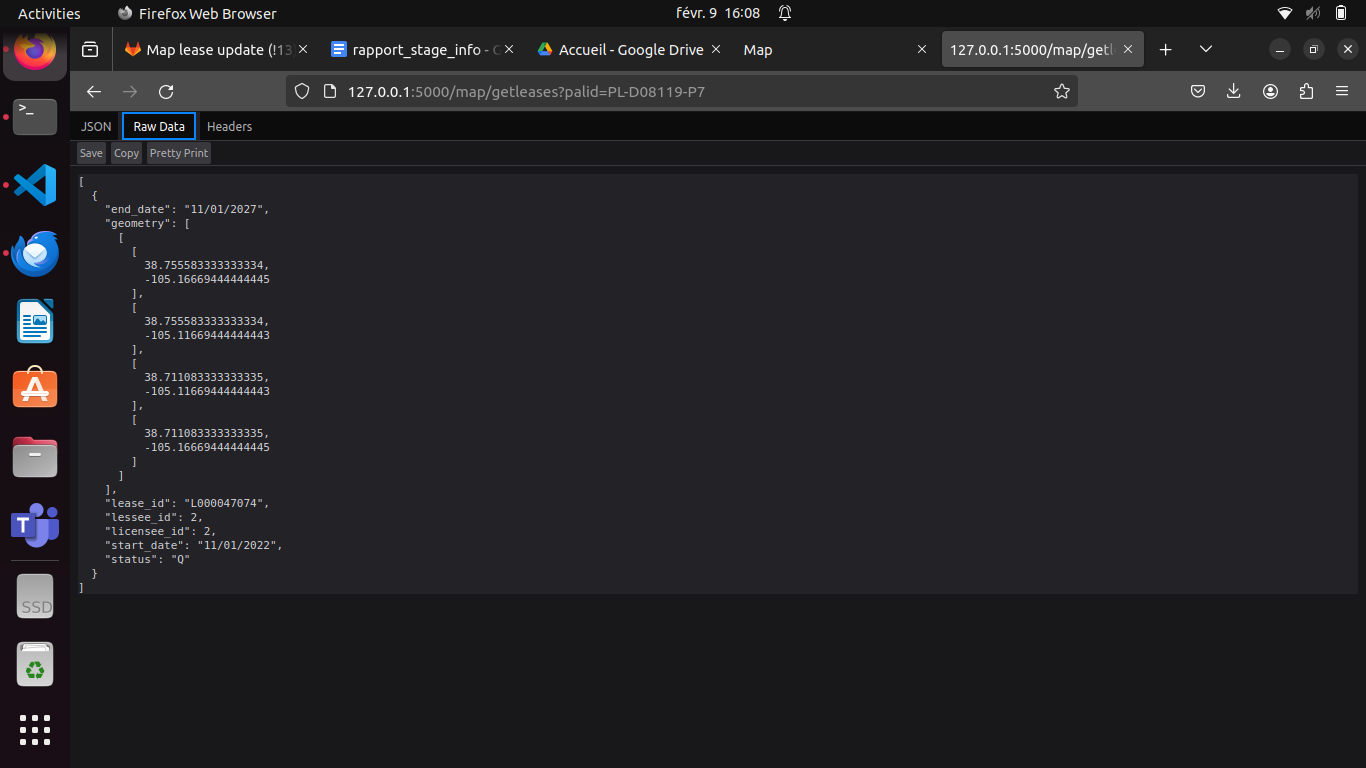 Activities Firefox Web Browser févr. 9 16:08
Map lease update (!13 rapport_stage_info - Accueil - Google Drive Map 127.0.0.1:5000/map/getl
127.0.0.1:5000/map/getleases?palid=PL-D08119-P7
JSON Raw Data Headers
Save Copy Pretty Print
[
{
"end_date": "11/01/2027",
"geometry": [
[
[
38.755583333333334,
-105.16669444444445
],
[
38.755583333333334,
-105.11669444444443
],
[
38.711083333333335,
-105.11669444444443
],
[
38.711083333333335,
-105.16669444444445
]
]
],
"lease_id": "L000047074",
"lessee_id": 2,
"licensee_id": 2,
"start_date": "11/01/2022",
"status": "Q"
}
]
SSD